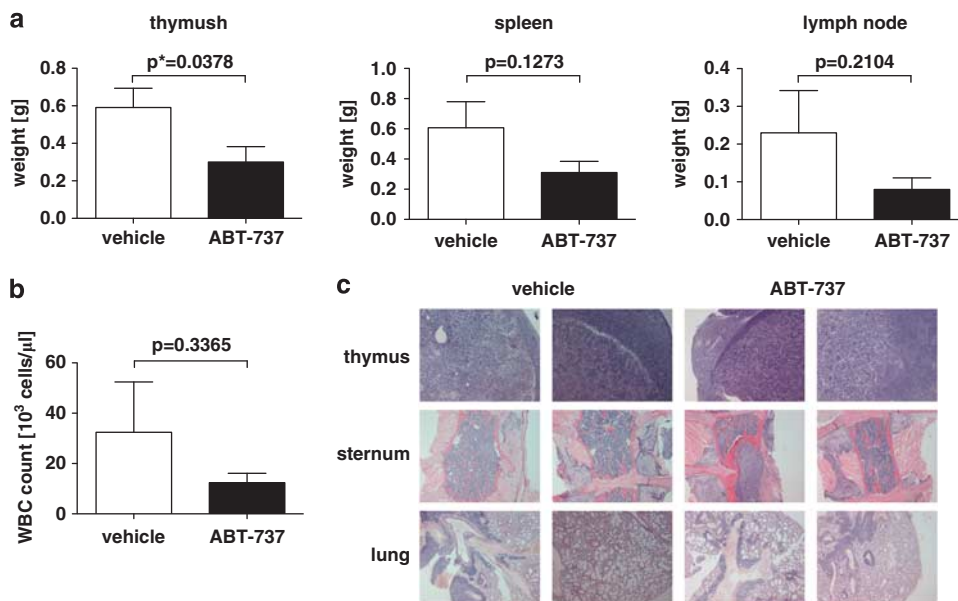 a
thymush
spleen
lymph node
p*=0.0378
p=0.1273
p=0.2104
weight [g]
0.8
0.6
0.4
0.2
0.0
vehicle
ABT-737
weight [g]
1.0
0.8
0.6
0.4
0.2
0.0
vehicle
ABT-737
weight [g]
0.4
0.3
0.2
0.1
0.0
vehicle
ABT-737
b
p=0.3365
WBC count [10³ cells/µl]
60
40
20
0
vehicle
ABT-737
c
vehicle
ABT-737
thymus
sternum
lung